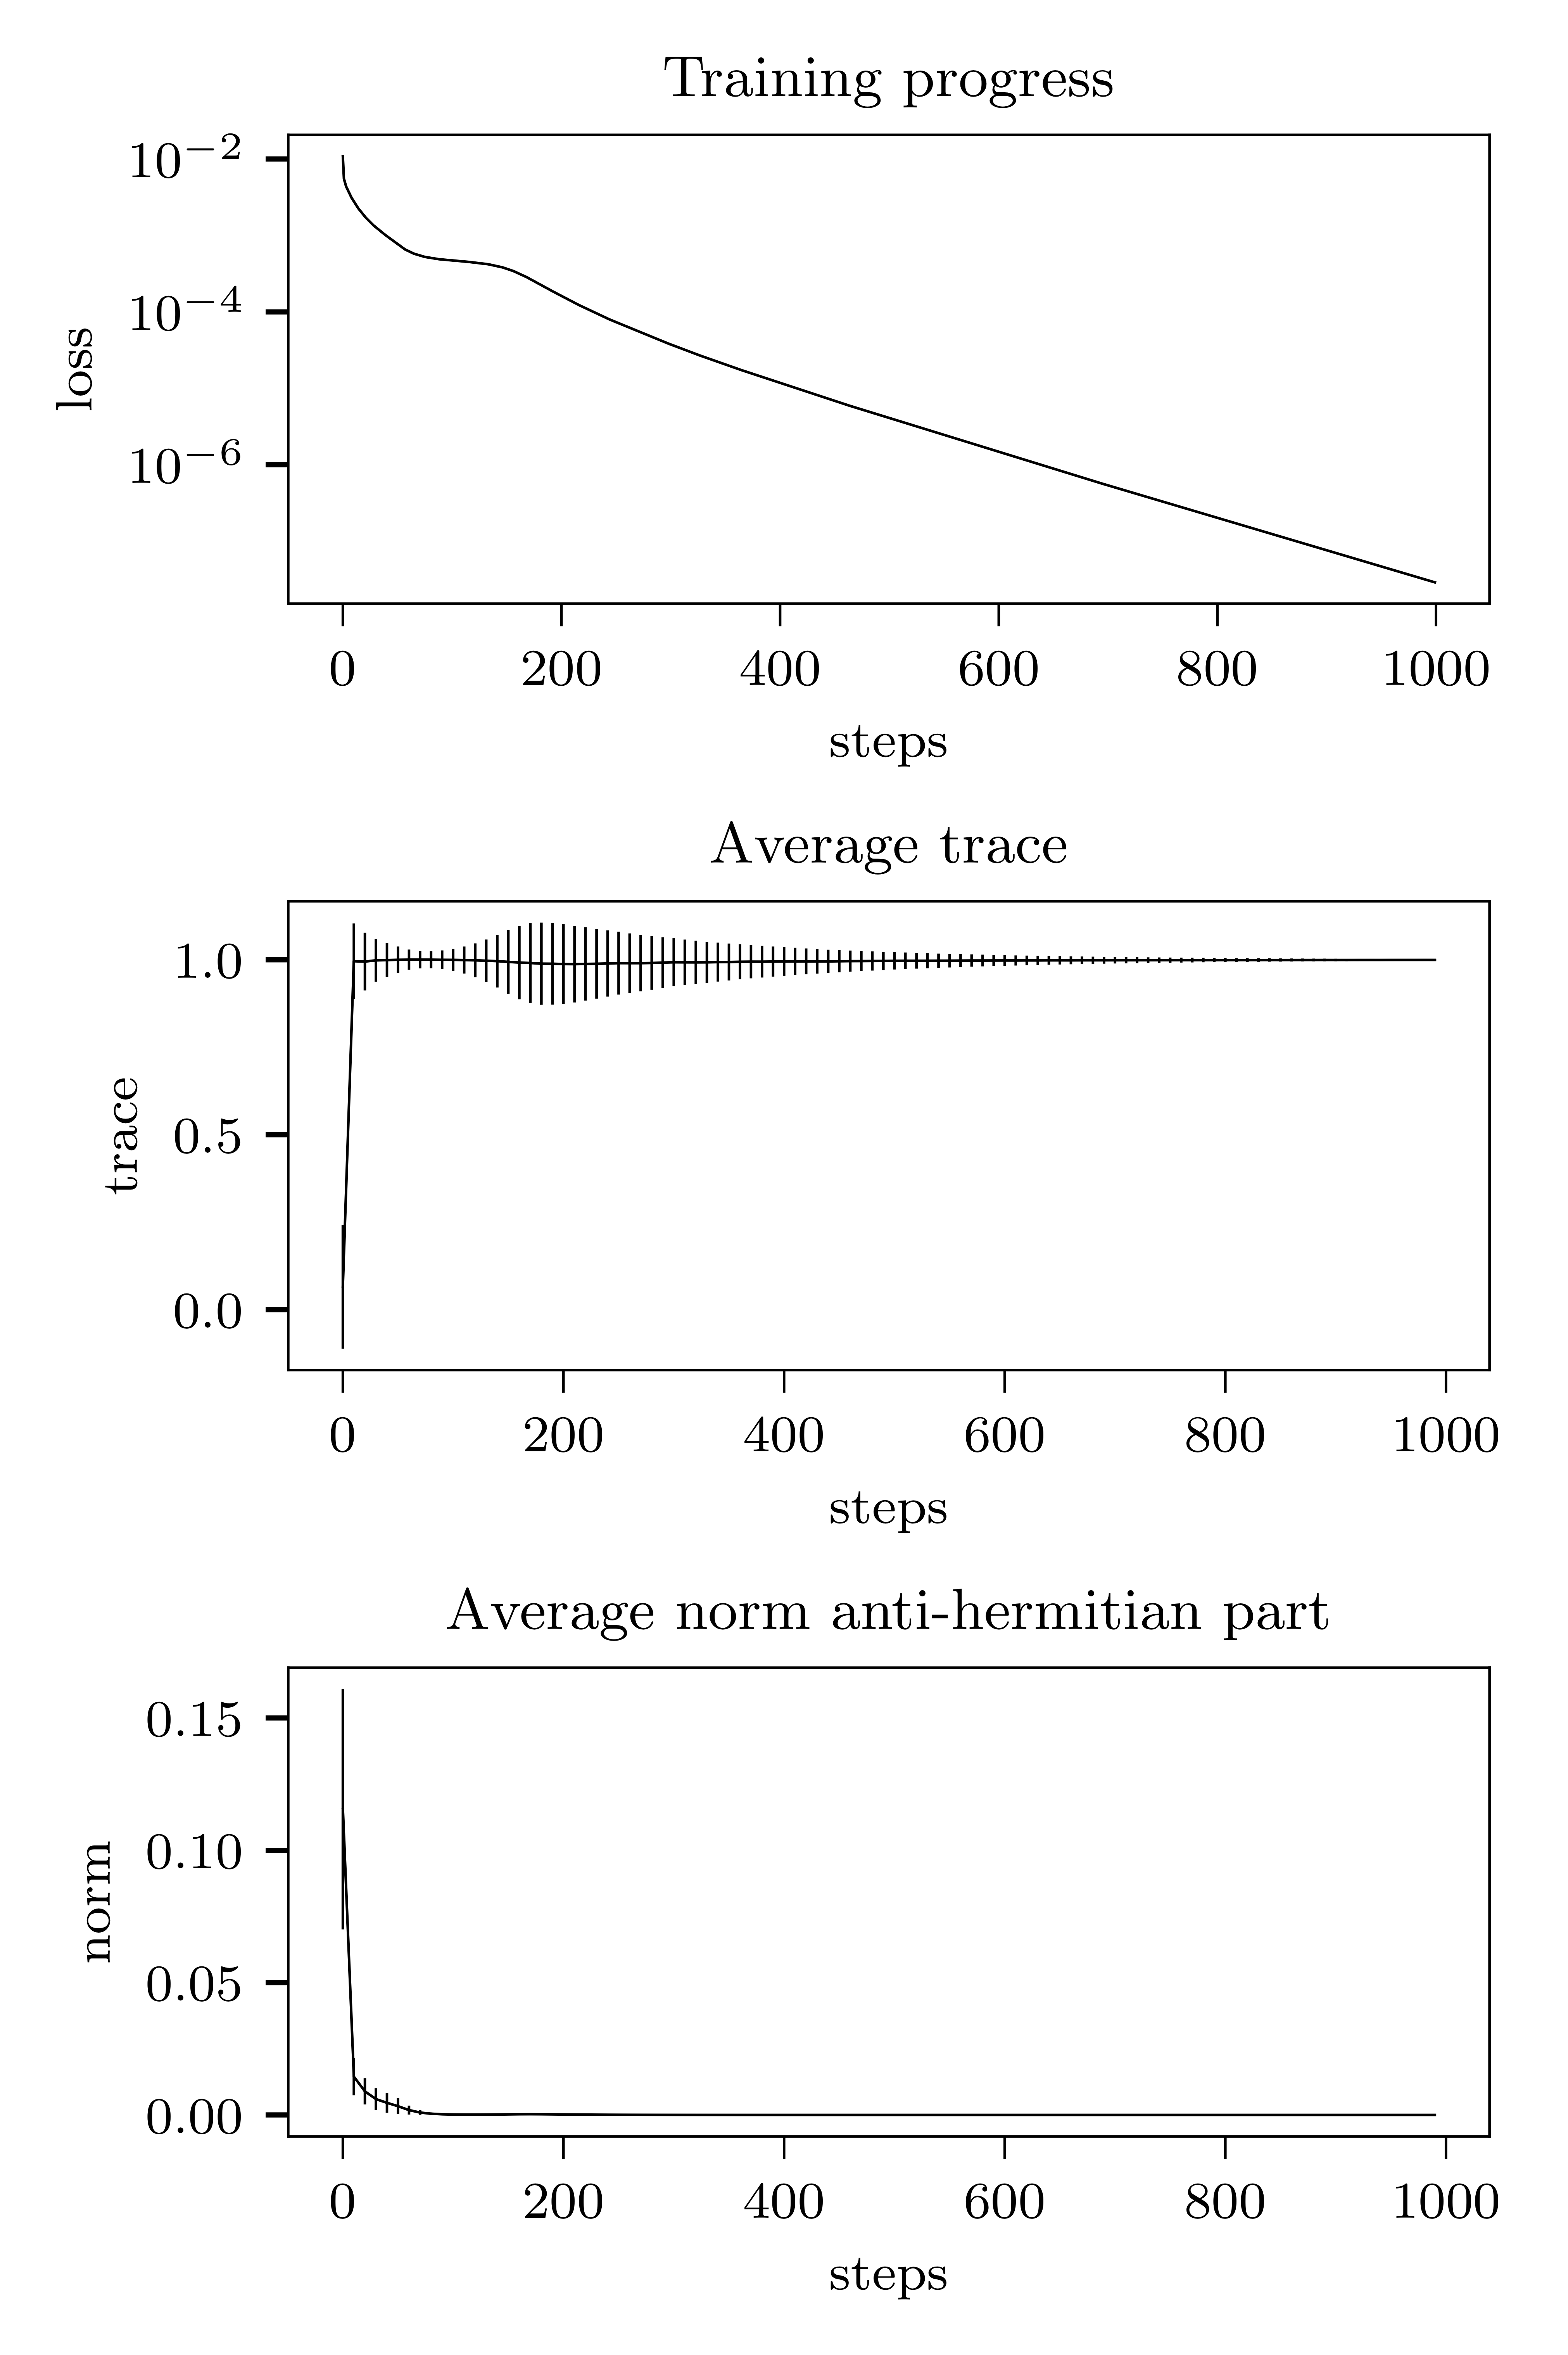 Training progress
10⁻²
10⁻⁴
10⁻⁶
loss
0 200 400 600 800 1000
steps
Average trace
1.0
0.5
0.0
trace
0 200 400 600 800 1000
steps
Average norm anti-hermitian part
0.15
0.10
0.05
0.00
norm
0 200 400 600 800 1000
steps